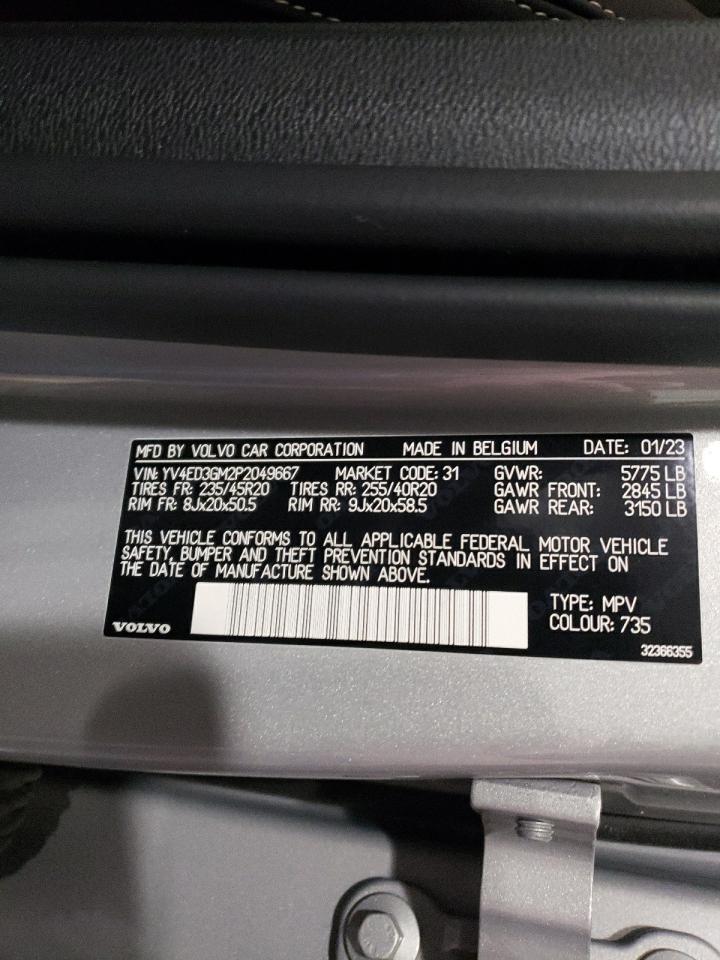 MFD BY VOLVO CAR CORPORATION MADE IN BELGIUM DATE: 01/23
VIN: YV4ED3GM2P2049667 MARKET CODE: 31 GVWR: 5775 LB
TIRES FR: 235/45R20 TIRES RR: 255/40R20 GAWR FRONT: 2845 LB
RIM FR: 8Jx20x50.5 RIM RR: 9Jx20x58.5 GAWR REAR: 3150 LB
THIS VEHICLE CONFORMS TO ALL APPLICABLE FEDERAL MOTOR VEHICLE
SAFETY, BUMPER AND THEFT PREVENTION STANDARDS IN EFFECT ON
THE DATE OF MANUFACTURE SHOWN ABOVE.
TYPE: MPV
COLOUR: 735
VOLVO
32366355